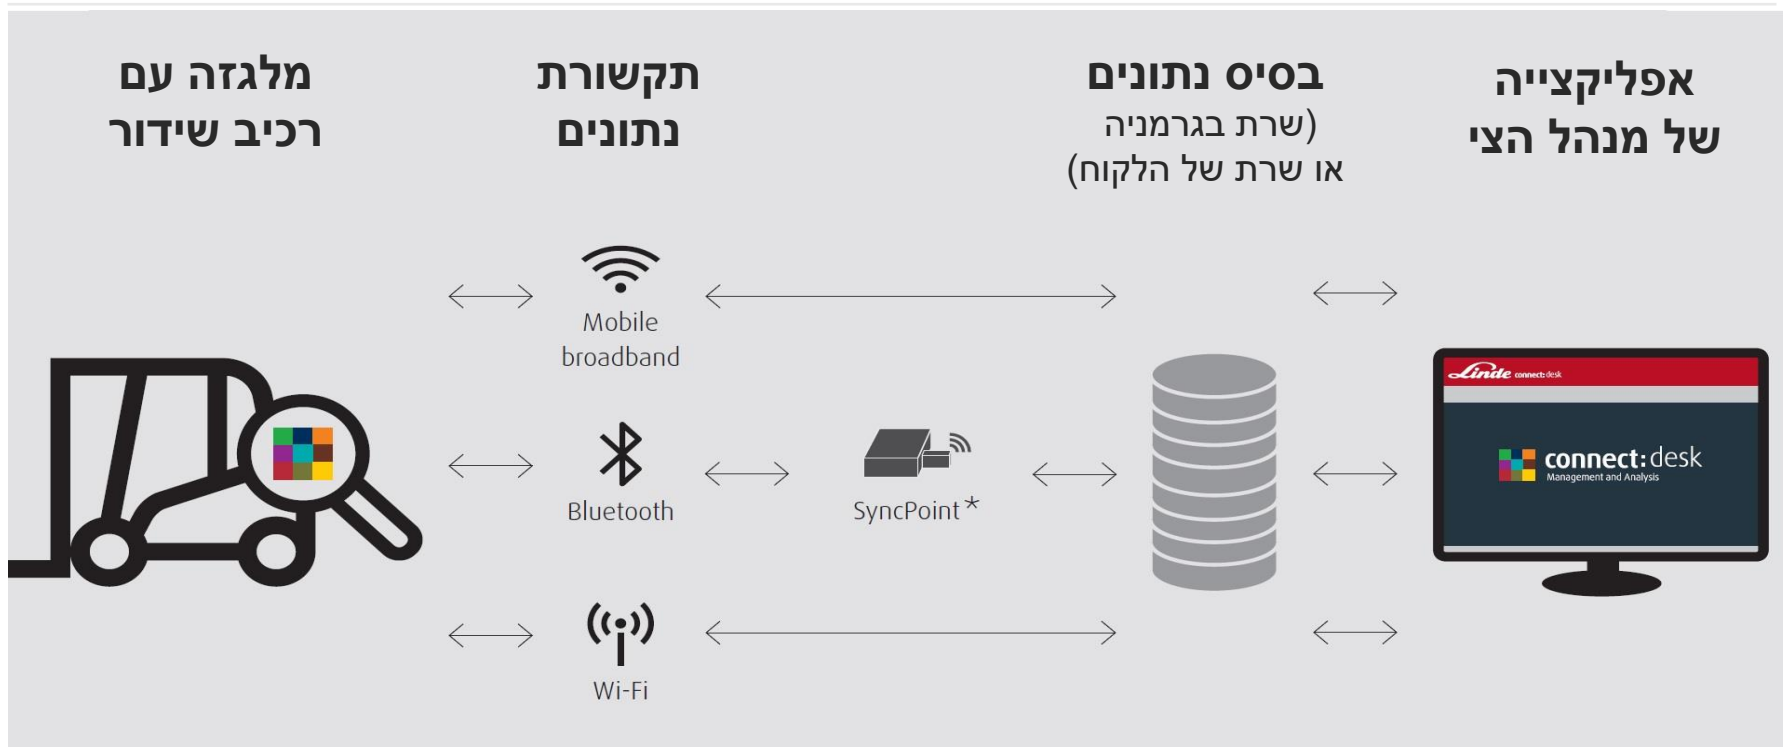 מלגזה עם
רכיב שידור
תקשורת
נתונים
בסיס נתונים
(שרת בגרמניה
או שרת של הלקוח)
אפליקצייה
של מנהל הצי
Mobile
broadband
Bluetooth
SyncPoint*
Wi-Fi
Linde connect:desk
connect:desk
Management and Analysis